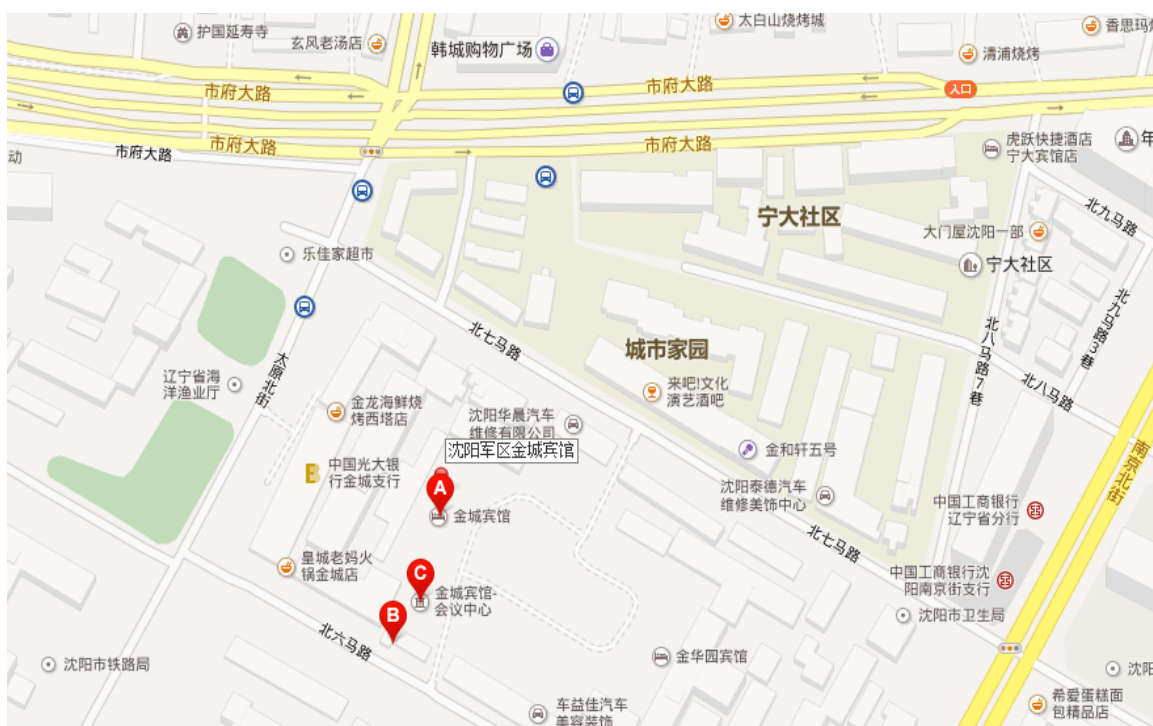 太白山烧烤城
香思玛烤
护国延寿寺
玄风老汤店
韩城购物广场
清浦烧烤
市府大路
市府大路
入口
市府大路
市府大路
市府大路
动
虎跃快捷酒店
宁大宾馆店
年
北九马路
宁大社区
大门屋沈阳一部
乐佳家超市
宁大社区
北九马路3巷
北七马路
北八马路7巷
城市家园
太原北街
辽宁省海
洋渔业厅
来吧!文化
演艺酒吧
北八马路
金龙海鲜烧
烤西塔店
沈阳华晨汽车
维修有限公司
沈阳军区金城宾馆
金和轩五号
南京北街
中国光大银
行金城支行
B
A
金城宾馆
沈阳泰德汽车
维修美饰中心
中国工商银行
辽宁省分行
北七马路
皇城老妈火
锅金城店
C
金城宾馆-
会议中心
中国工商银行沈
阳南京街支行
B
沈阳市卫生局
北六马路
沈阳市铁路局
金华园宾馆
沈阳
车益佳汽车
美容装饰
希爱蛋糕面
包精品店